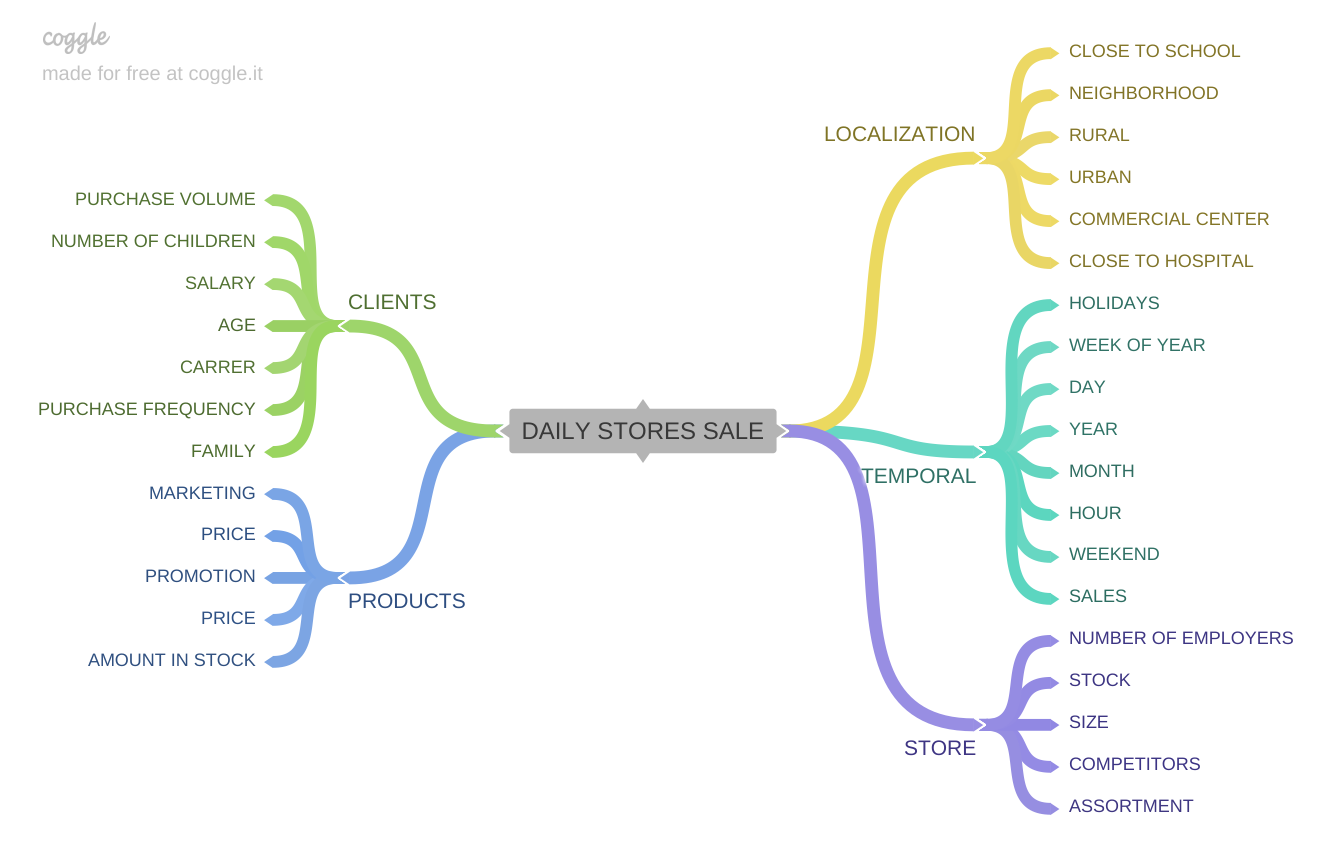 coggle
made for free at coggle.it
DAILY STORES SALE
CLIENTS
PURCHASE VOLUME
NUMBER OF CHILDREN
SALARY
AGE
CARRER
PURCHASE FREQUENCY
FAMILY
PRODUCTS
MARKETING
PRICE
PROMOTION
PRICE
AMOUNT IN STOCK
LOCALIZATION
CLOSE TO SCHOOL
NEIGHBORHOOD
RURAL
URBAN
COMMERCIAL CENTER
CLOSE TO HOSPITAL
TEMPORAL
HOLIDAYS
WEEK OF YEAR
DAY
YEAR
MONTH
HOUR
WEEKEND
SALES
STORE
NUMBER OF EMPLOYERS
STOCK
SIZE
COMPETITORS
ASSORTMENT